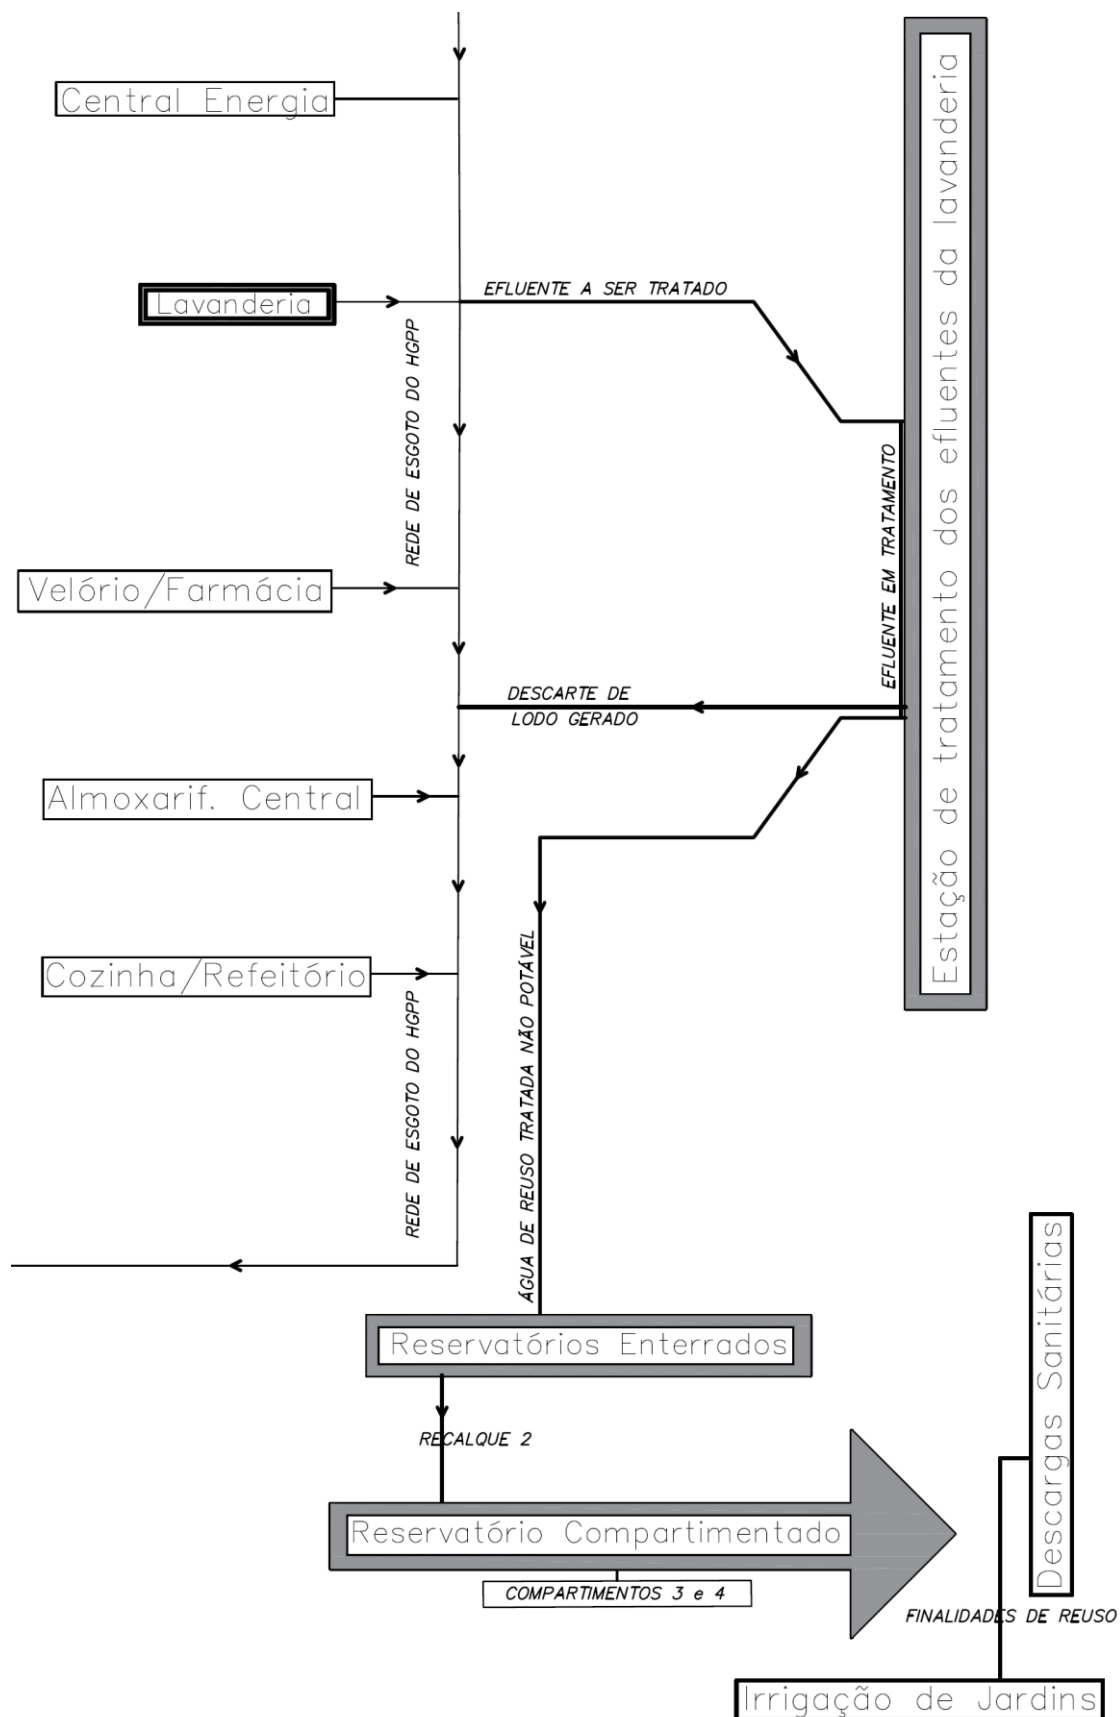 Central Energia
Estação de tratamento dos efluentes da lavanderia
EFLUENTE A SER TRATADO
Lavanderia
REDE DE ESGOTO DO HGPP
EFLUENTE EM TRATAMENTO
Velório/Farmácia
DESCARTE DE
LODO GERADO
Almoxarif. Central
Cozinha/Refeitório
REDE DE ESGOTO DO HGPP
ÁGUA DE REUSO TRATADA NÃO POTÁVEL
Reservatórios Enterrados
RECALQUE 2
Reservatório Compartimentado
COMPARTIMENTOS 3 e 4
Descargas Sanitárias
FINALIDADES DE REUSO
Irrigação de Jardins